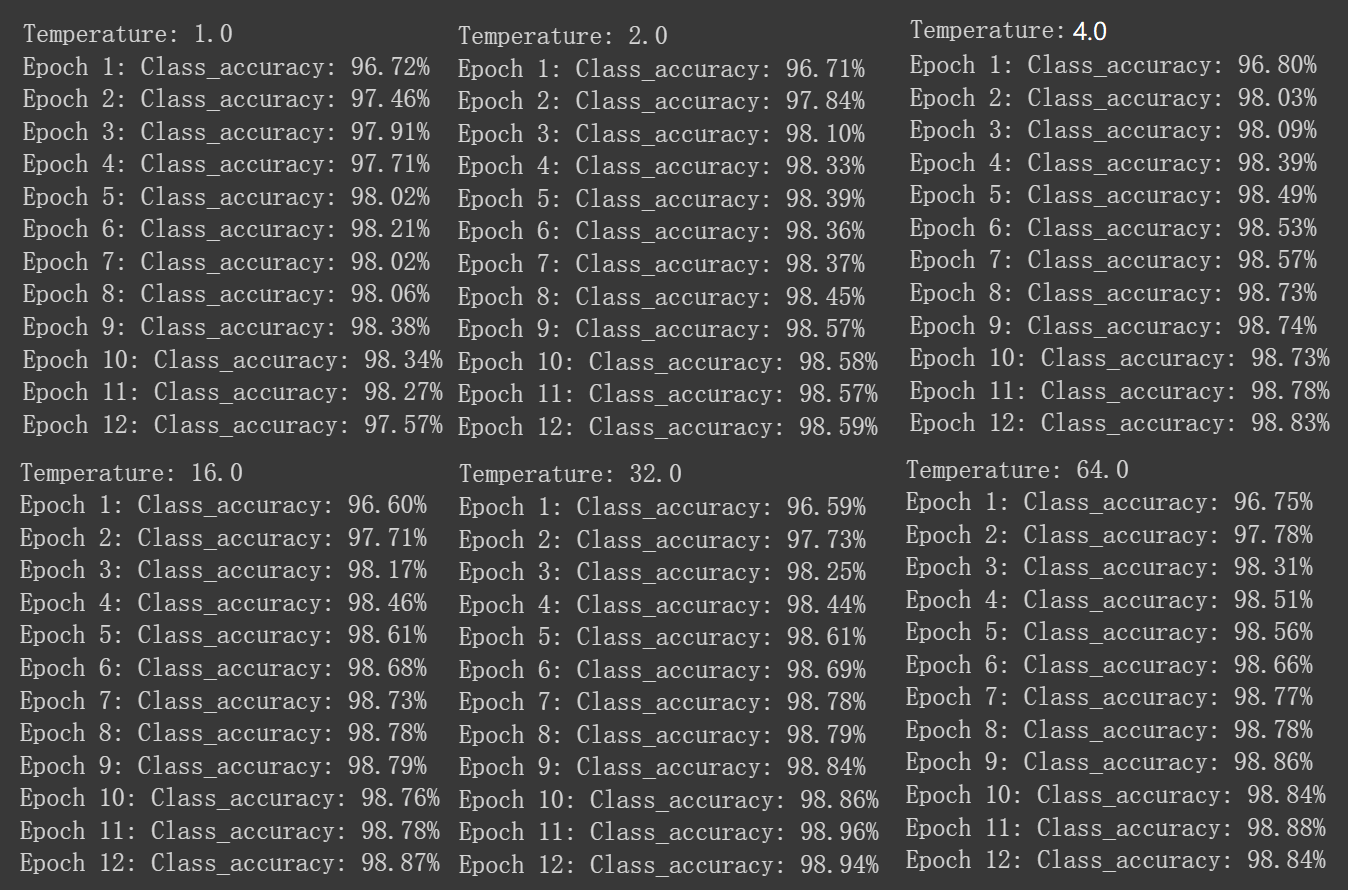 Temperature: 1.0
Epoch 1: Class_accuracy: 96.72%
Epoch 2: Class_accuracy: 97.46%
Epoch 3: Class_accuracy: 97.91%
Epoch 4: Class_accuracy: 97.71%
Epoch 5: Class_accuracy: 98.02%
Epoch 6: Class_accuracy: 98.21%
Epoch 7: Class_accuracy: 98.02%
Epoch 8: Class_accuracy: 98.06%
Epoch 9: Class_accuracy: 98.38%
Epoch 10: Class_accuracy: 98.34%
Epoch 11: Class_accuracy: 98.27%
Epoch 12: Class_accuracy: 97.57%
Temperature: 2.0
Epoch 1: Class_accuracy: 96.71%
Epoch 2: Class_accuracy: 97.84%
Epoch 3: Class_accuracy: 98.10%
Epoch 4: Class_accuracy: 98.33%
Epoch 5: Class_accuracy: 98.39%
Epoch 6: Class_accuracy: 98.36%
Epoch 7: Class_accuracy: 98.37%
Epoch 8: Class_accuracy: 98.45%
Epoch 9: Class_accuracy: 98.57%
Epoch 10: Class_accuracy: 98.58%
Epoch 11: Class_accuracy: 98.57%
Epoch 12: Class_accuracy: 98.59%
Temperature: 4.0
Epoch 1: Class_accuracy: 96.80%
Epoch 2: Class_accuracy: 98.03%
Epoch 3: Class_accuracy: 98.09%
Epoch 4: Class_accuracy: 98.39%
Epoch 5: Class_accuracy: 98.49%
Epoch 6: Class_accuracy: 98.53%
Epoch 7: Class_accuracy: 98.57%
Epoch 8: Class_accuracy: 98.73%
Epoch 9: Class_accuracy: 98.74%
Epoch 10: Class_accuracy: 98.73%
Epoch 11: Class_accuracy: 98.78%
Epoch 12: Class_accuracy: 98.83%
Temperature: 16.0
Epoch 1: Class_accuracy: 96.60%
Epoch 2: Class_accuracy: 97.71%
Epoch 3: Class_accuracy: 98.17%
Epoch 4: Class_accuracy: 98.46%
Epoch 5: Class_accuracy: 98.61%
Epoch 6: Class_accuracy: 98.68%
Epoch 7: Class_accuracy: 98.73%
Epoch 8: Class_accuracy: 98.78%
Epoch 9: Class_accuracy: 98.79%
Epoch 10: Class_accuracy: 98.76%
Epoch 11: Class_accuracy: 98.78%
Epoch 12: Class_accuracy: 98.87%
Temperature: 32.0
Epoch 1: Class_accuracy: 96.59%
Epoch 2: Class_accuracy: 97.73%
Epoch 3: Class_accuracy: 98.25%
Epoch 4: Class_accuracy: 98.44%
Epoch 5: Class_accuracy: 98.61%
Epoch 6: Class_accuracy: 98.69%
Epoch 7: Class_accuracy: 98.78%
Epoch 8: Class_accuracy: 98.79%
Epoch 9: Class_accuracy: 98.84%
Epoch 10: Class_accuracy: 98.86%
Epoch 11: Class_accuracy: 98.96%
Epoch 12: Class_accuracy: 98.94%
Temperature: 64.0
Epoch 1: Class_accuracy: 96.75%
Epoch 2: Class_accuracy: 97.78%
Epoch 3: Class_accuracy: 98.31%
Epoch 4: Class_accuracy: 98.51%
Epoch 5: Class_accuracy: 98.56%
Epoch 6: Class_accuracy: 98.66%
Epoch 7: Class_accuracy: 98.77%
Epoch 8: Class_accuracy: 98.78%
Epoch 9: Class_accuracy: 98.86%
Epoch 10: Class_accuracy: 98.84%
Epoch 11: Class_accuracy: 98.88%
Epoch 12: Class_accuracy: 98.84%